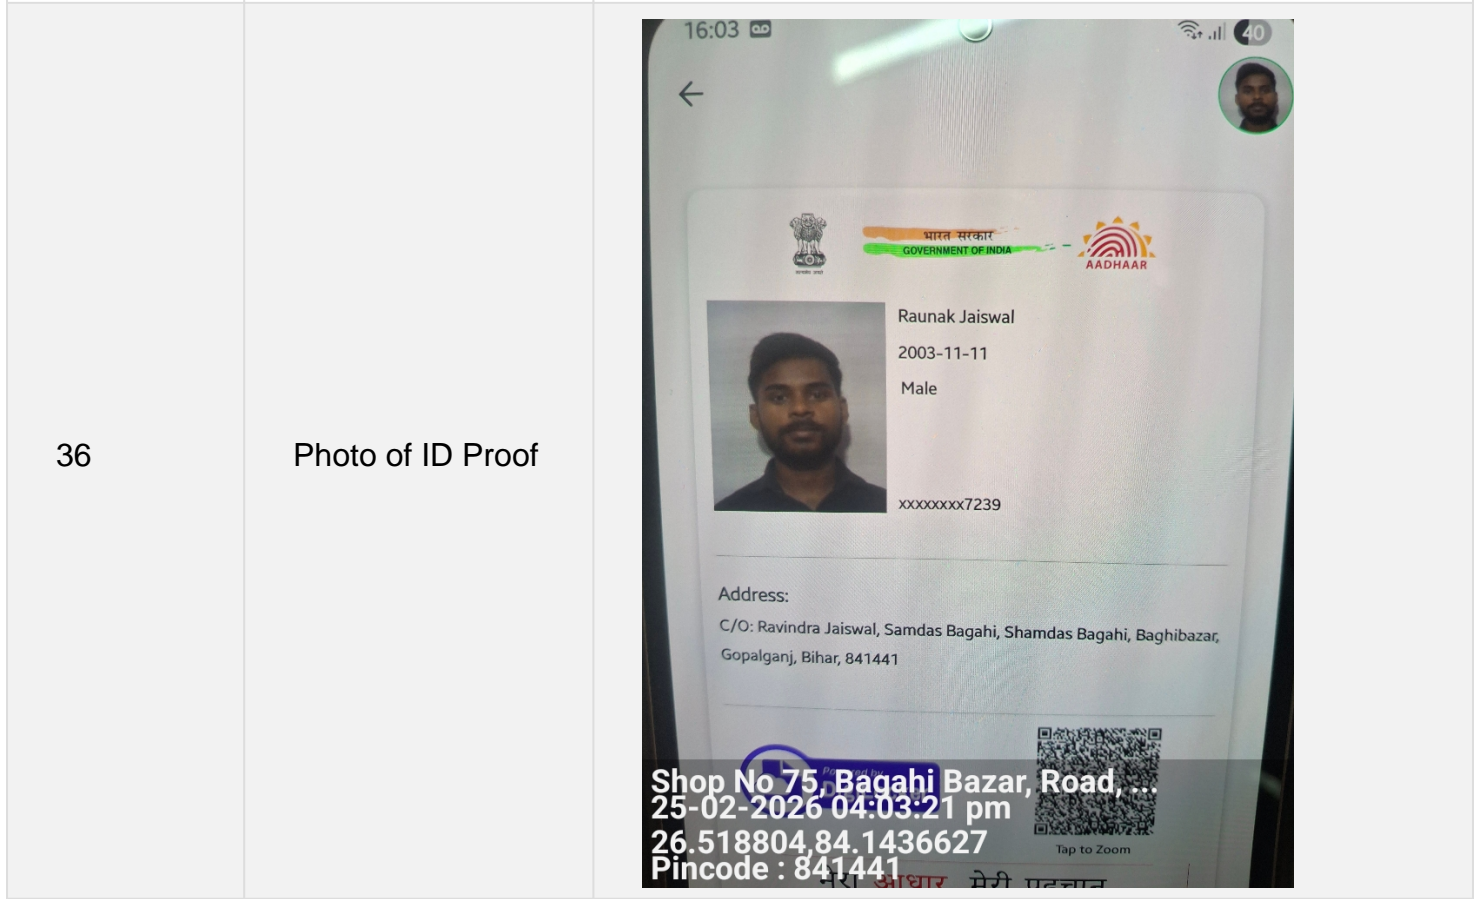 36
Photo of ID Proof
16:03
40
भारत सरकार
GOVERNMENT OF INDIA
AADHAAR
Raunak Jaiswal
2003-11-11
Male
xxxxxxxx7239
Address:
C/O: Ravindra Jaiswal, Samdas Bagahi, Shamdas Bagahi, Baghibazar,
Gopalganj, Bihar, 841441
Powered by
Shop No 75, Bagahi Bazar, Road, ...
25-02-2026 04:03:21 pm
26.518804,84.1436627
Pincode : 841441
Tap to Zoom
मेरा आधार, मेरी पहचान